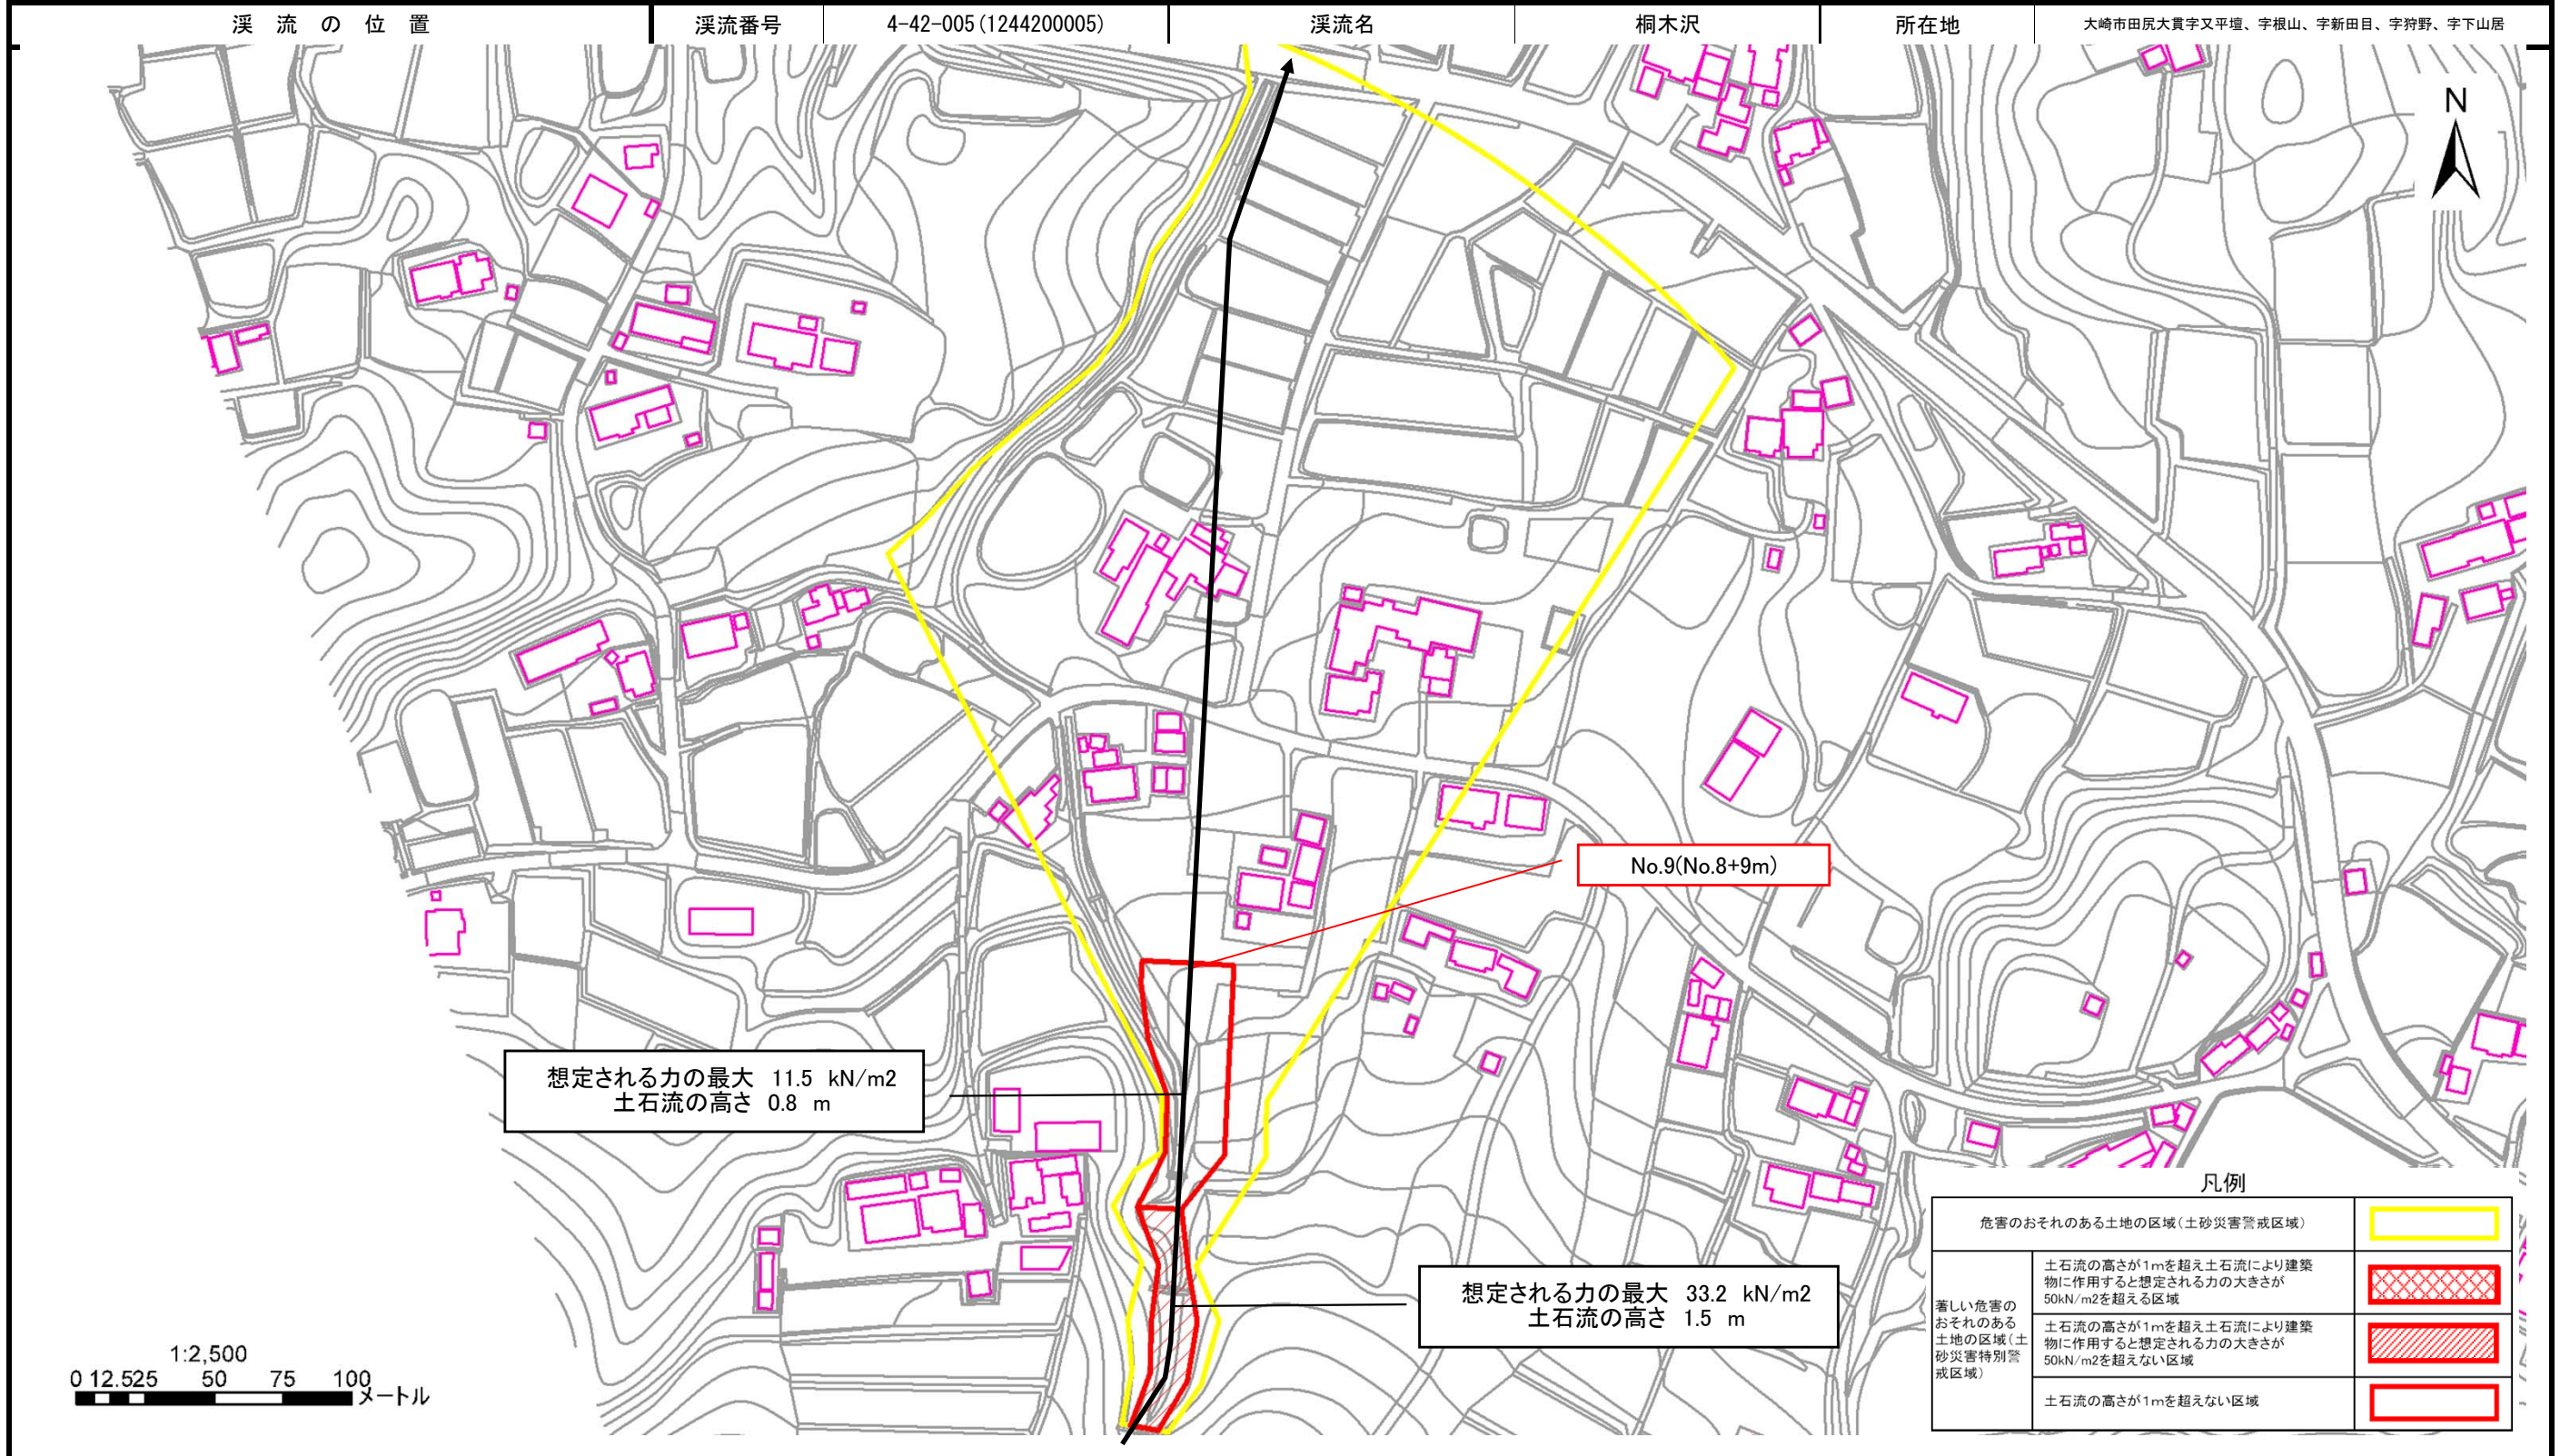 渓流の位置
渓流番号
4-42-005(1244200005)
渓流名
桐木沢
所在地
大崎市田尻大貫字又平壇、字根山、字新田目、字狩野、字下山居
N
No.9(No.8+9m)
想定される力の最大 11.5 kN/m2
土石流の高さ 0.8 m
想定される力の最大 33.2 kN/m2
土石流の高さ 1.5 m
1:2,500
0 12.525 50 75 100
メートル
凡例
危害のおそれのある土地の区域(土砂災害警戒区域)
著しい危害の
おそれのある
土地の区域(土
砂災害特別警
戒区域)
土石流の高さが1mを超え土石流により建築
物に作用すると想定される力の大きさが
50kN/m2を超える区域
土石流の高さが1mを超え土石流により建築
物に作用すると想定される力の大きさが
50kN/m2を超えない区域
土石流の高さが1mを超えない区域